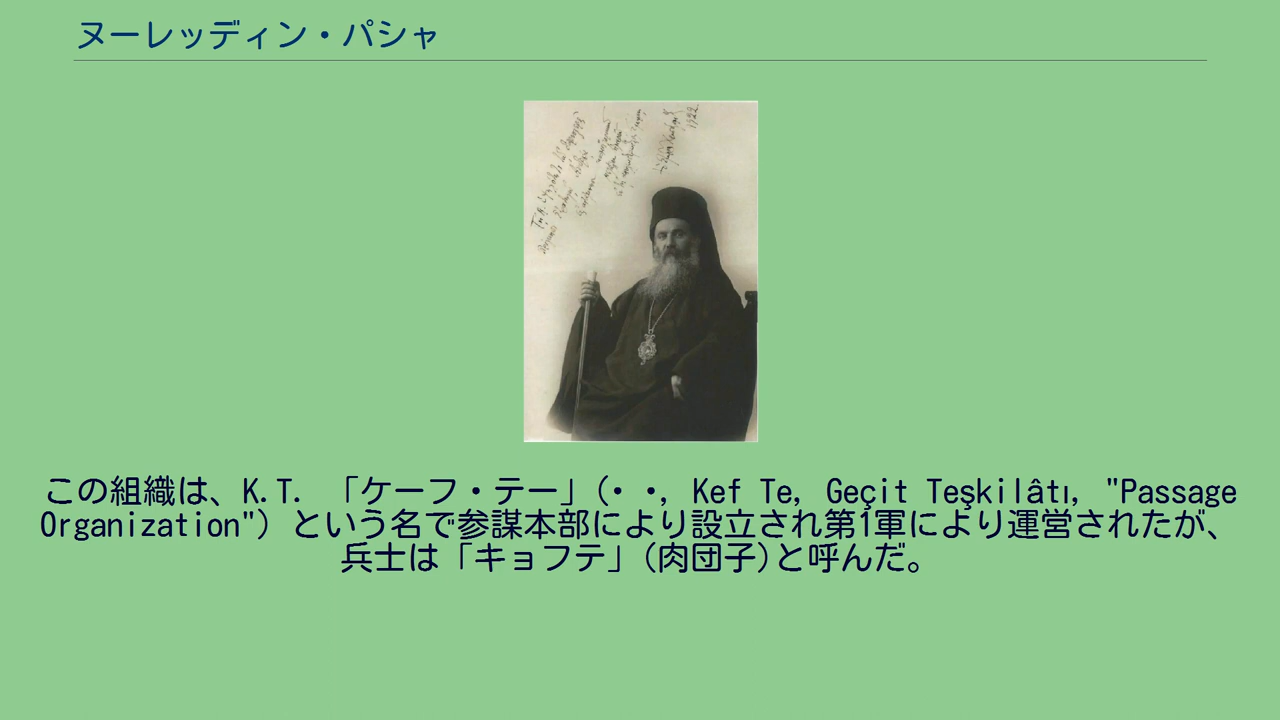 ヌーレッディン・パシャ
1922
この組織は、K.T. 「ケーフ・テー」(・ ・, Kef Te, Geçit Teşkilâtı, "Passage
Organization") という名で参謀本部により設立され第1軍により運営されたが、
兵士は「キョフテ」(肉団子)と呼んだ。